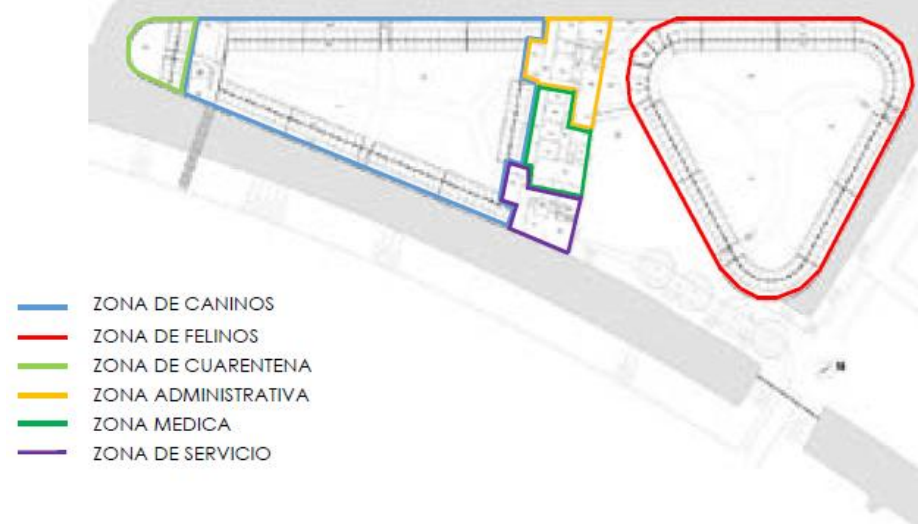 ZONA DE CANINOS
ZONA DE FELINOS
ZONA DE CUARENTENA
ZONA ADMINISTRATIVA
ZONA MEDICA
ZONA DE SERVICIO